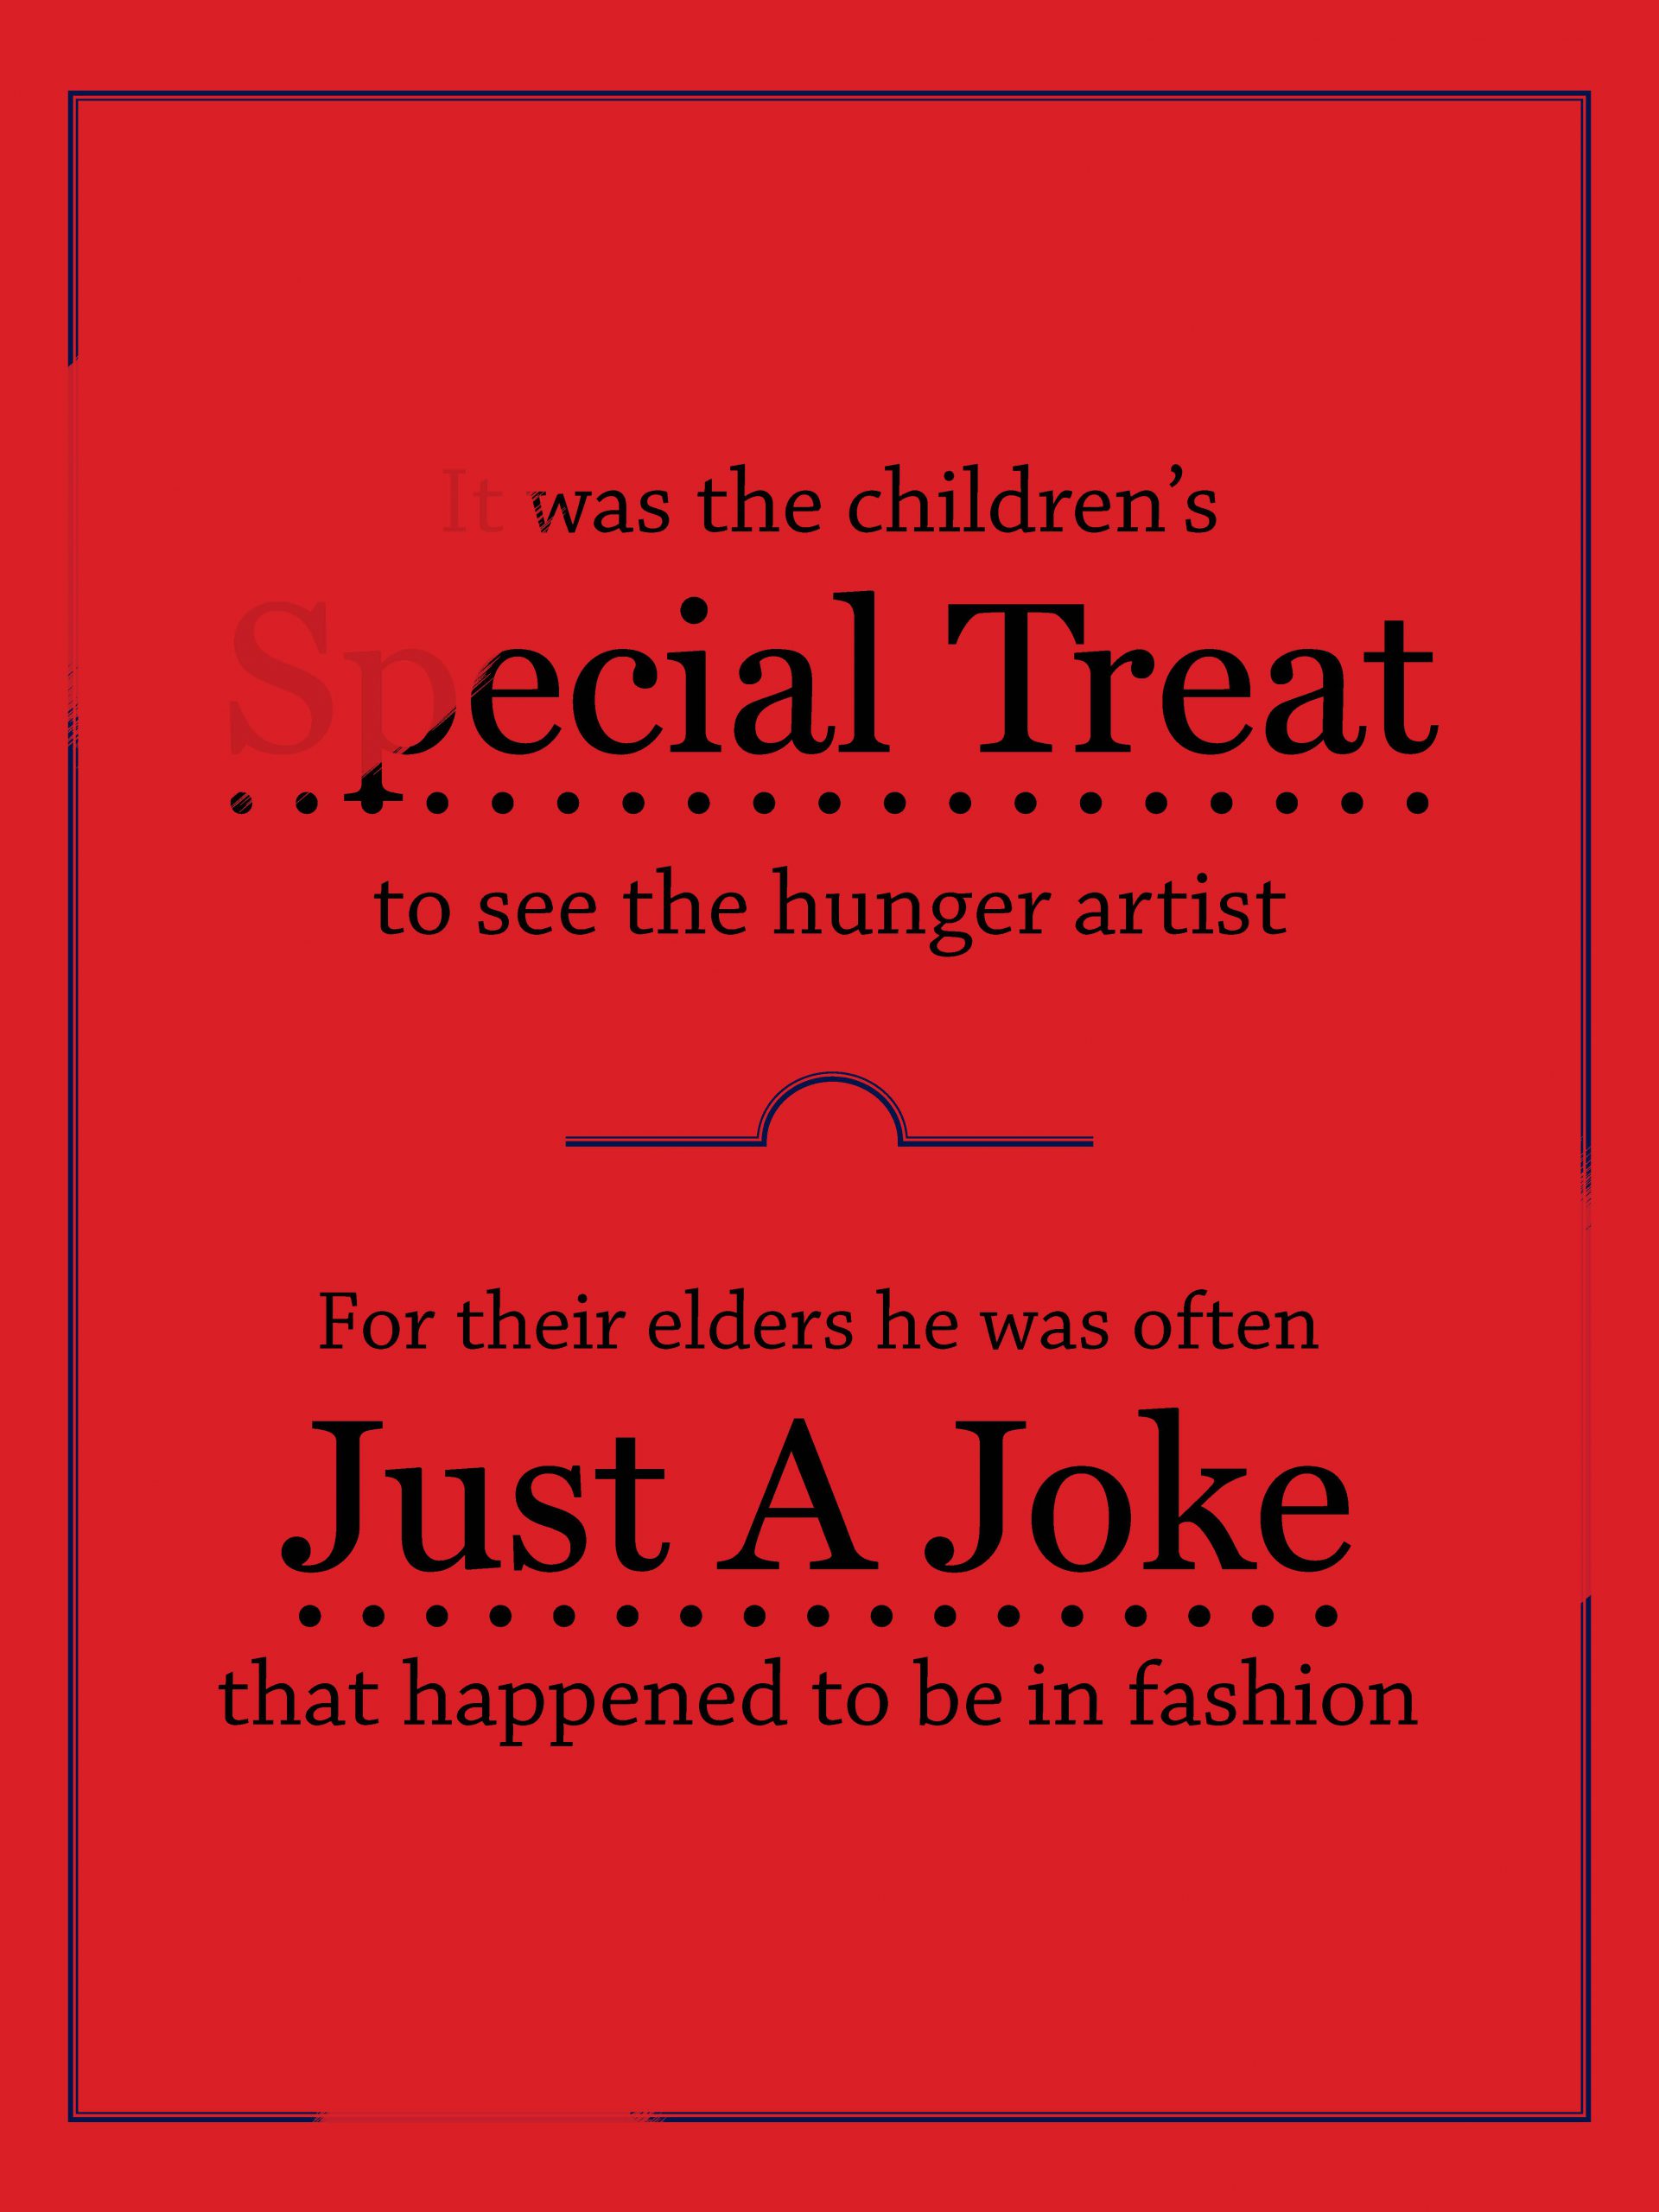 It was the children’s
Special Treat
to see the hunger artist
For their elders he was often
Just A Joke
that happened to be in fashion